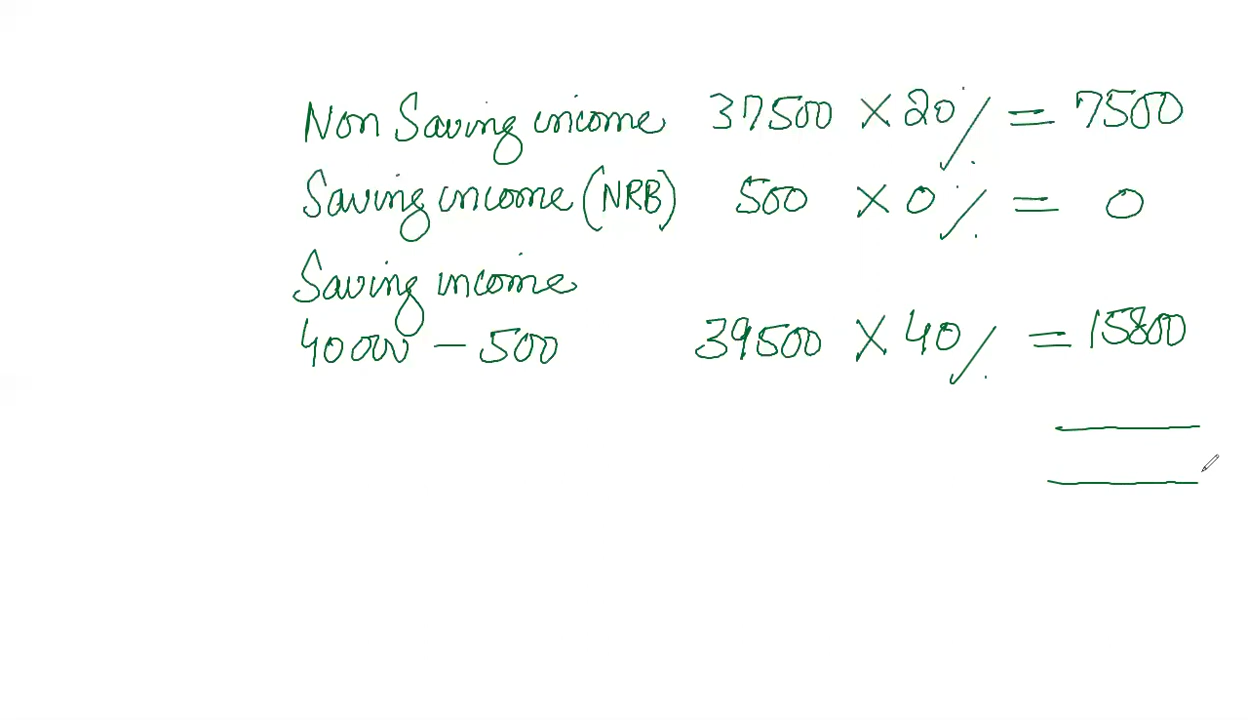 Non Saving income 37500 × 20% = 7500
Saving income (NRB) 500 × 0% = 0
Saving income
40000 – 500 39500 × 40% = 15800